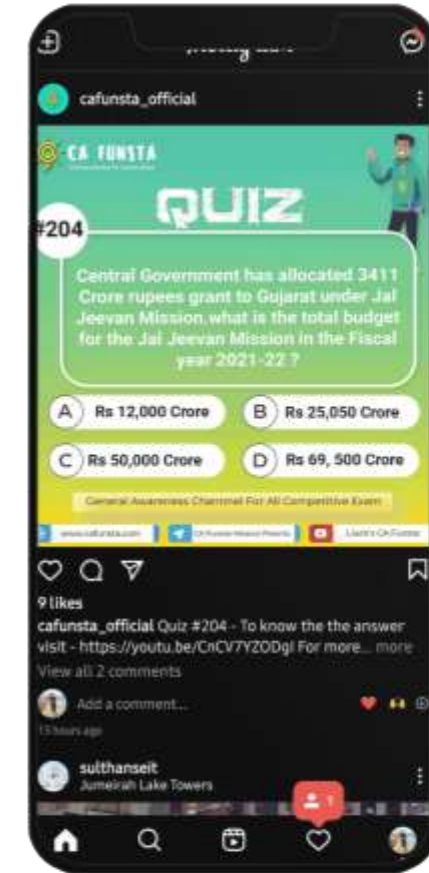 cafunsta_official
CA FUNSTA
QUIZ
#204
Central Government has allocated 3411
Crore rupees grant to Gujarat under Jal
Jeevan Mission,what is the total budget
for the Jal Jeevan Mission in the Fiscal
year 2021-22 ?
A Rs 12,000 Crore
B Rs 25,050 Crore
C Rs 50,000 Crore
D Rs 69, 500 Crore
General Awareness Channel For All Competitive Exam
www.cafunsta.com
9 likes
cafunsta_official Quiz #204 - To know the the answer
visit - https://youtu.be/CnCV7YZODgI For more... more
View all 2 comments
Add a comment...
13 hours ago
sulthanseit
Jumeirah Lake Towers
1